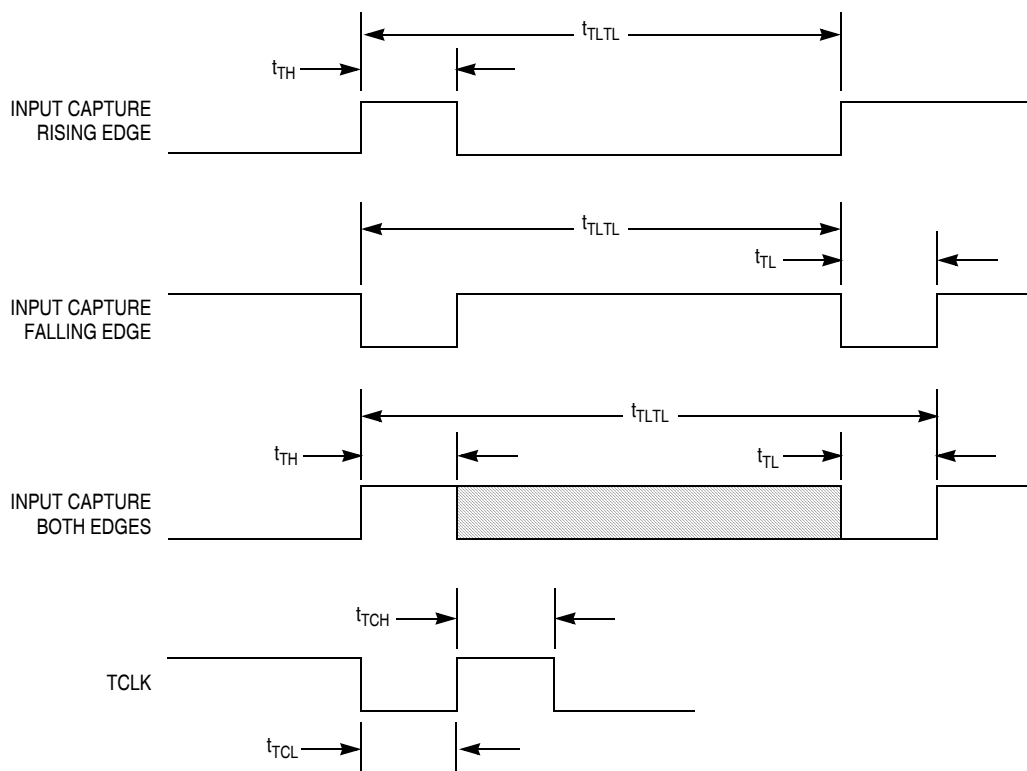 tTLTL
tTH
INPUT CAPTURE
RISING EDGE
tTLTL
tTL
INPUT CAPTURE
FALLING EDGE
tTLTL
tTH
tTL
INPUT CAPTURE
BOTH EDGES
tTCH
TCLK
tTCL